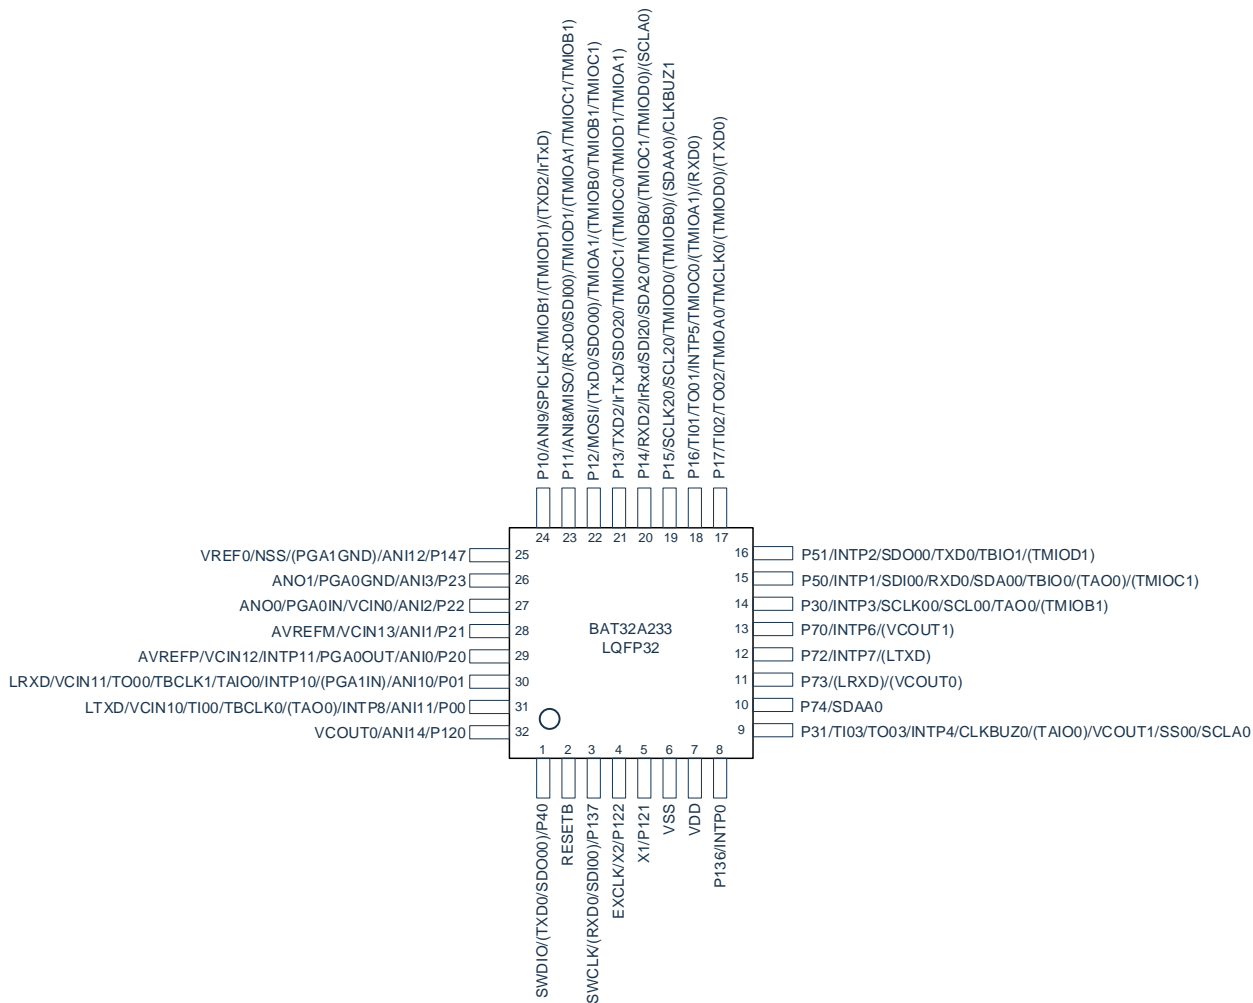 P10/ANI9/SPICLK/TMIOB1/(TMIOD1)/(TXD2/IrTxD)
P11/ANI8/MISO/(RxD0/SDI00)/TMIOD1/(TMIOA1/TMIOC1/TMIOB1)
P12/MOSI/(TxD0/SDO00)/TMIOA1/(TMIOB0/TMIOB1/TMIOC1)
P13/TXD2/IrTxD/SDO20/TMIOC1/(TMIOC0/TMIOD1/TMIOA1)
P14/RXD2/IrRxd/SDI20/SDA20/TMIOB0/(TMIOC1/TMIOD0)/(SCLA0)
P15/SCLK20/SCL20/TMIOD0/(TMIOB0)/(SDAA0)/CLKBUZ1
P16/TI01/TO01/INTP5/TMIOC0/(TMIOA1)/(RXD0)
P17/TI02/TO02/TMIOA0/TMCLK0/(TMIOD0)/(TXD0)
24 23 22 21 20 19 18 17
VREF0/NSS/(PGA1GND)/ANI12/P147 25
ANO1/PGA0GND/ANI3/P23 26
ANO0/PGA0IN/VCIN0/ANI2/P22 27
AVREFM/VCIN13/ANI1/P21 28
AVREFP/VCIN12/INTP11/PGA0OUT/ANI0/P20 29
LRXD/VCIN11/TO00/TBCLK1/TAIO0/INTP10/(PGA1IN)/ANI10/P01 30
LTXD/VCIN10/TI00/TBCLK0/(TAO0)/INTP8/ANI11/P00 31
VCOUT0/ANI14/P120 32
BAT32A233
LQFP32
16 P51/INTP2/SDO00/TXD0/TBIO1/(TMIOD1)
15 P50/INTP1/SDI00/RXD0/SDA00/TBIO0/(TAO0)/(TMIOC1)
14 P30/INTP3/SCLK00/SCL00/TAO0/(TMIOB1)
13 P70/INTP6/(VCOUT1)
12 P72/INTP7/(LTXD)
11 P73/(LRXD)/(VCOUT0)
10 P74/SDAA0
9 P31/TI03/TO03/INTP4/CLKBUZ0/(TAIO0)/VCOUT1/SS00/SCLA0
1 2 3 4 5 6 7 8
SWDIO/(TXD0/SDO00)/P40
RESETB
SWCLK/(RXD0/SDI00)/P137
EXCLK/X2/P122
X1/P121
VSS
VDD
P136/INTP0